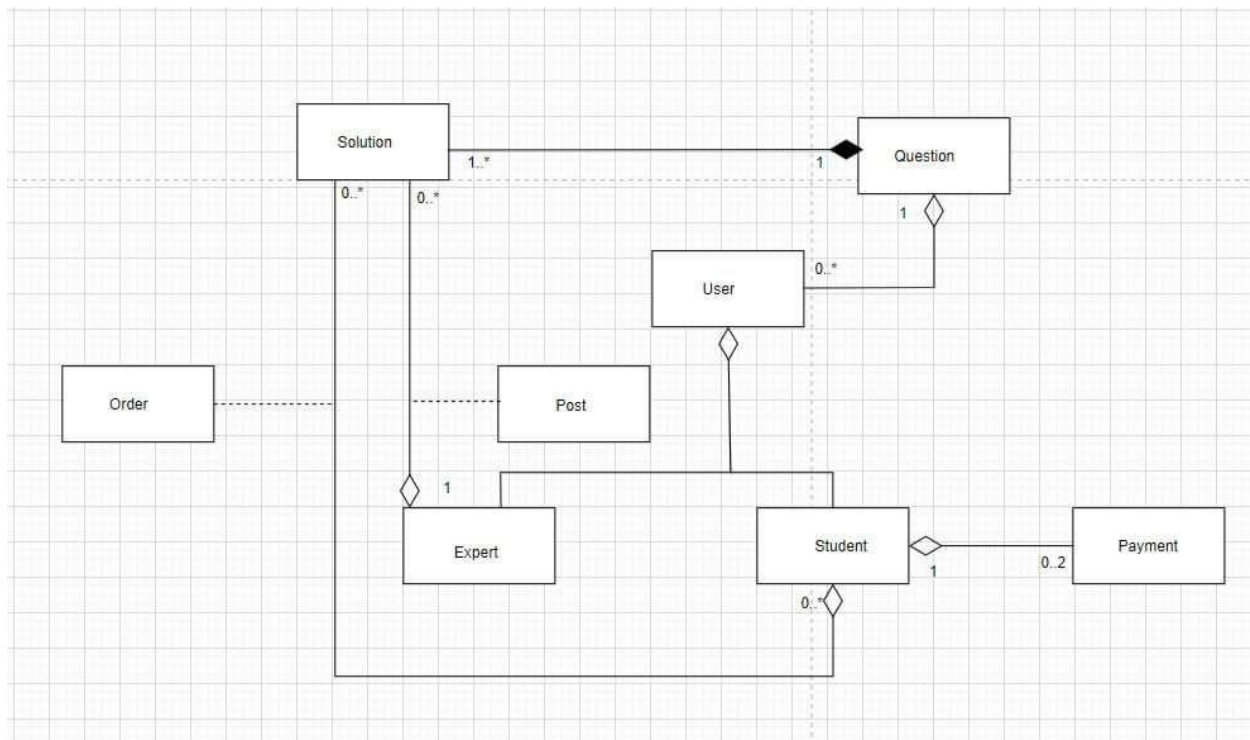 Solution
Question
1..*
1
0..*
0..*
1
User
0..*
Order
Post
1
Expert
Student
Payment
1
0..2
0..*